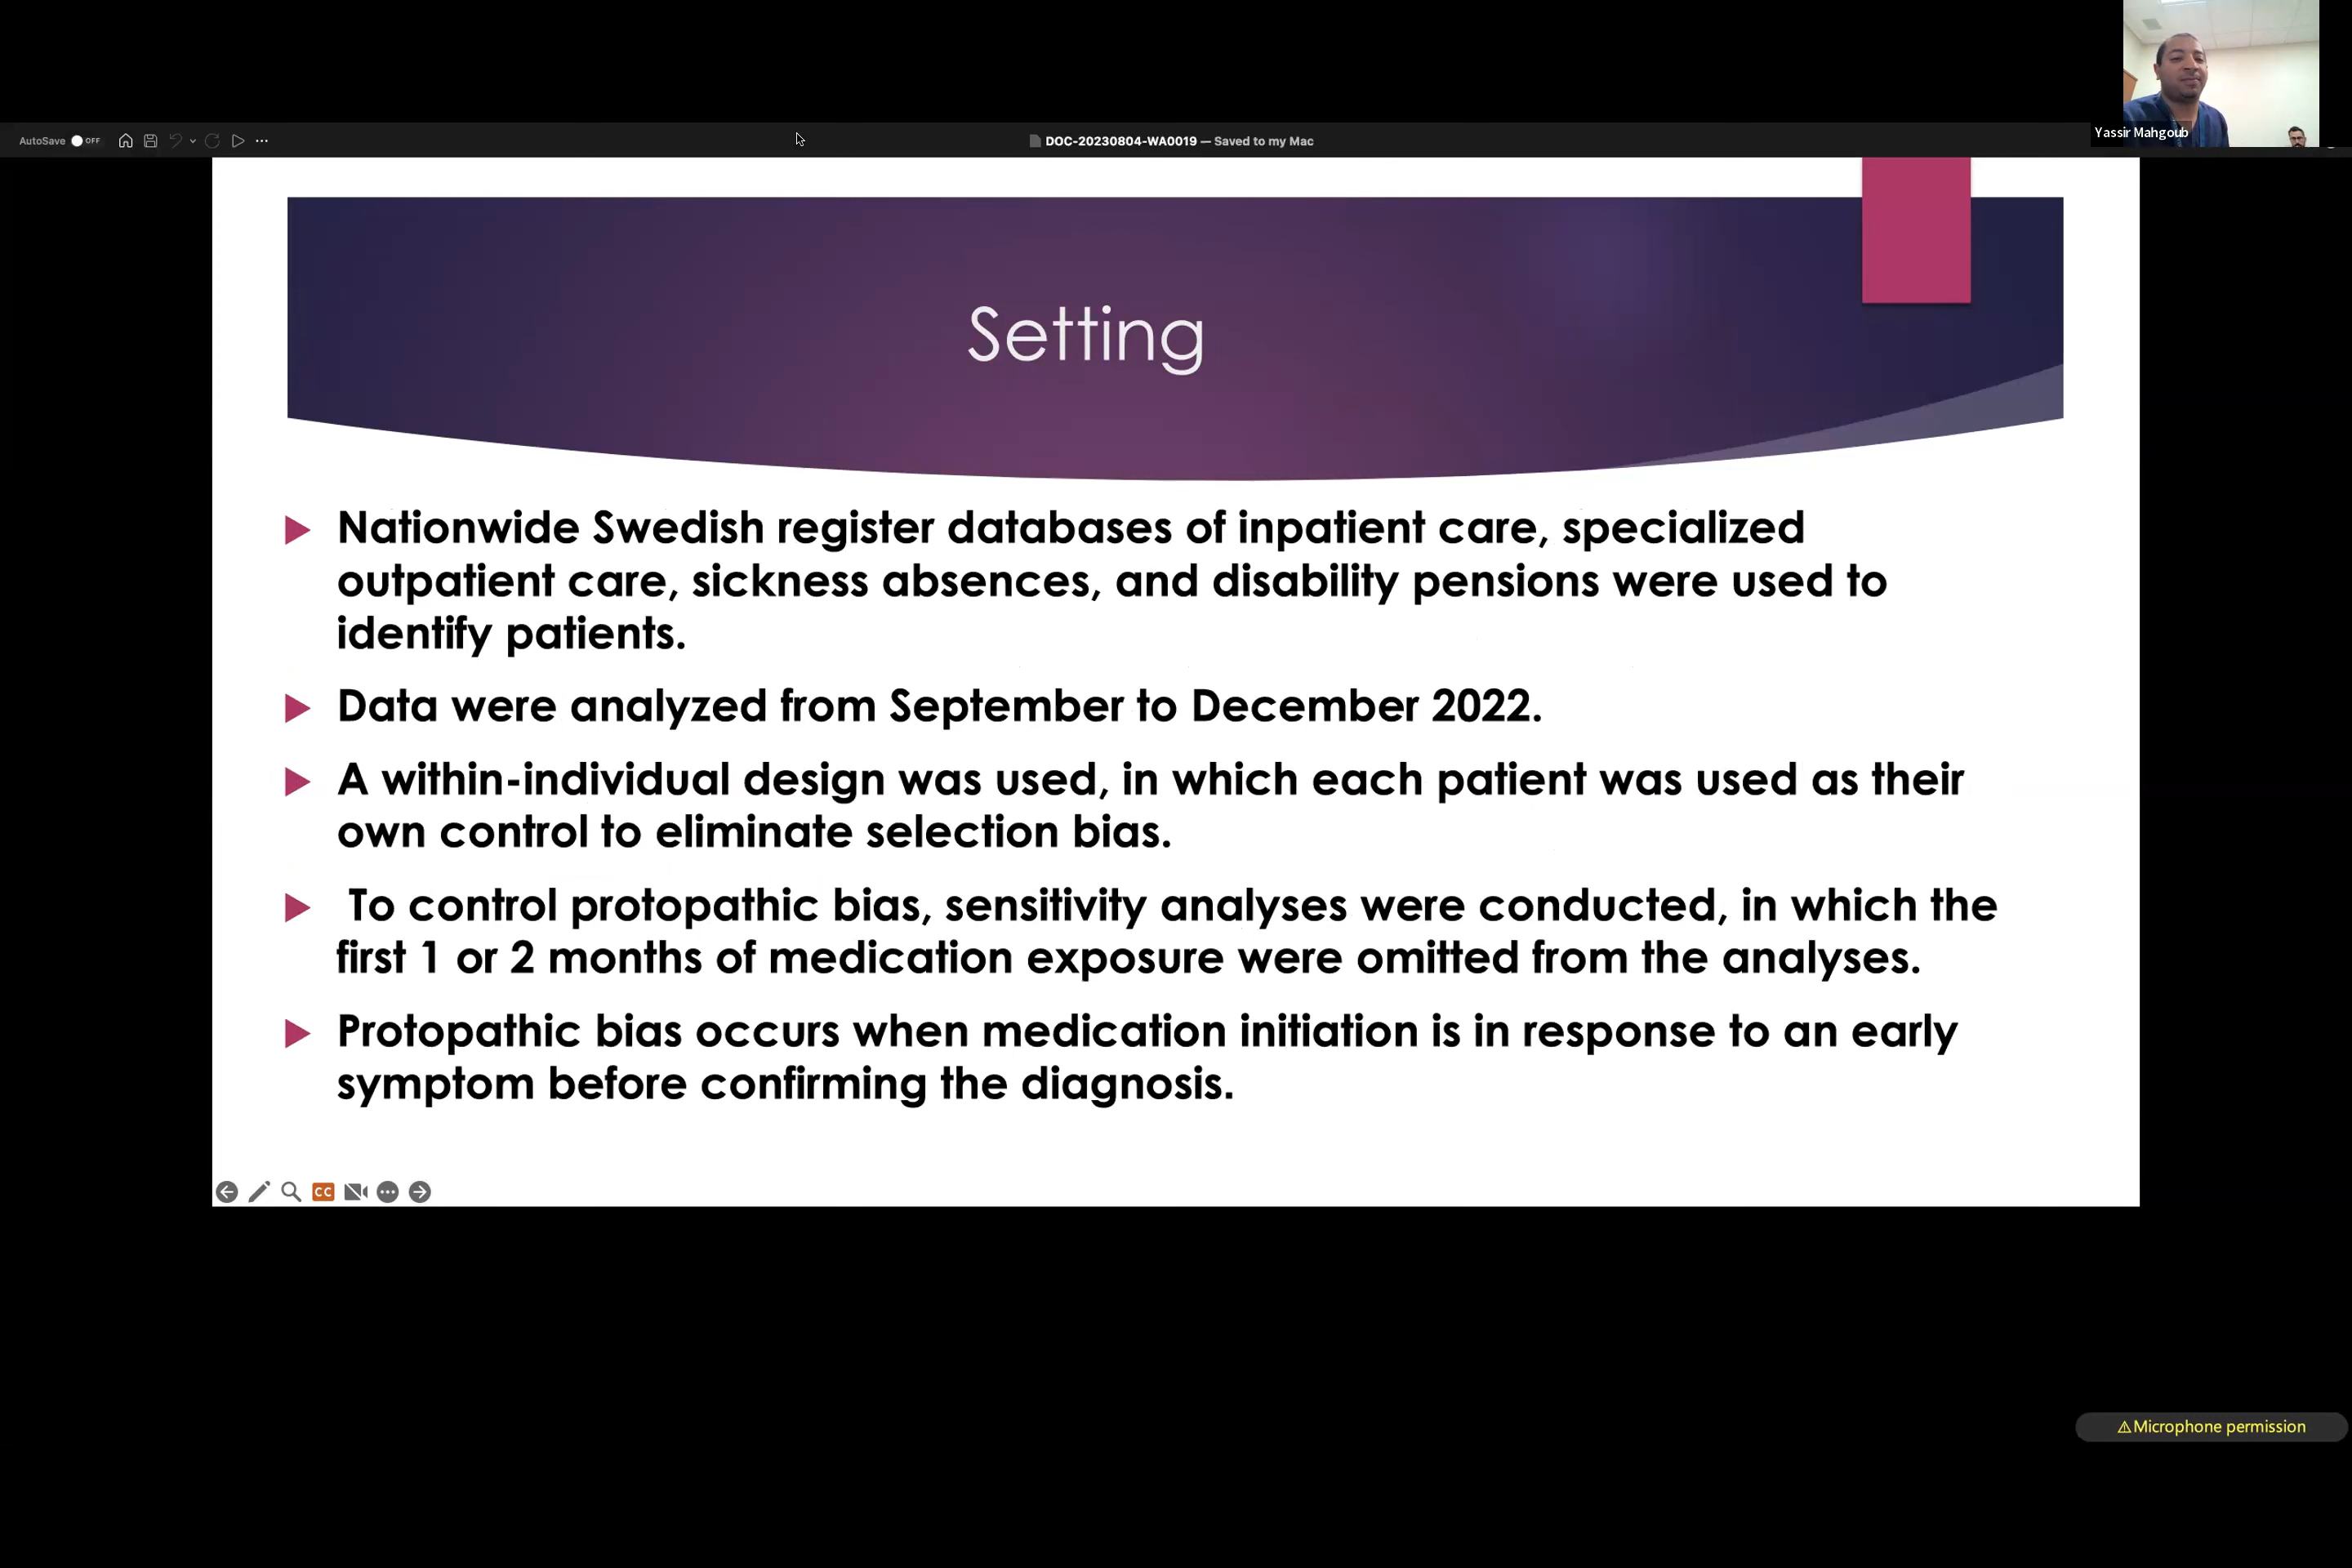 Yassir Mahgoub
AutoSave OFF
DOC-20230804-WA0019 — Saved to my Mac
Setting
Nationwide Swedish register databases of inpatient care, specialized
outpatient care, sickness absences, and disability pensions were used to
identify patients.
Data were analyzed from September to December 2022.
A within-individual design was used, in which each patient was used as their
own control to eliminate selection bias.
To control protopathic bias, sensitivity analyses were conducted, in which the
first 1 or 2 months of medication exposure were omitted from the analyses.
Protopathic bias occurs when medication initiation is in response to an early
symptom before confirming the diagnosis.
CC
⚠Microphone permission